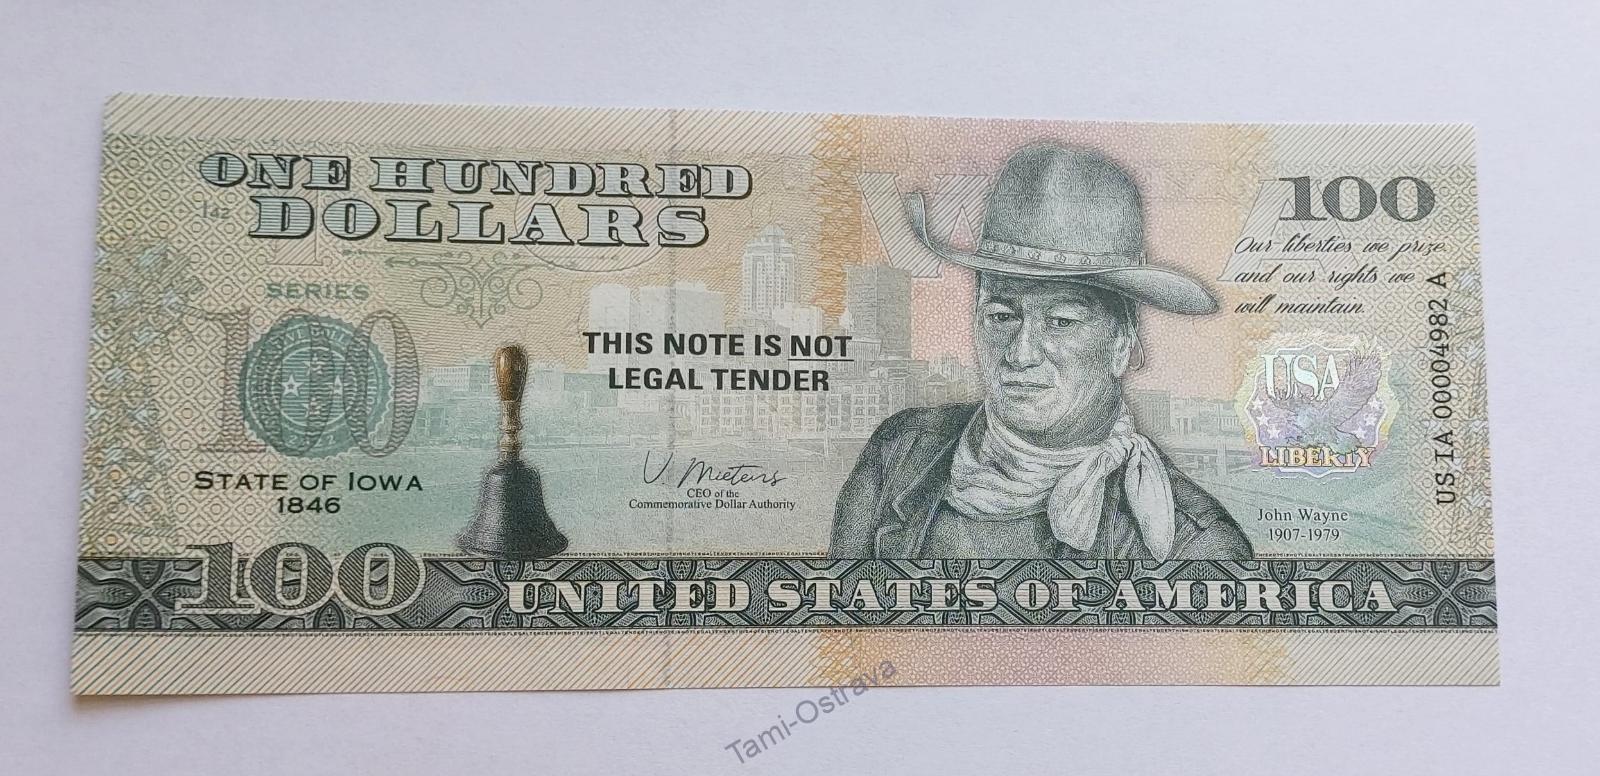 ONE HUNDRED
DOLLARS
100
Our liberties we prize
and our rights we
will maintain.
SERIES
100
THIS NOTE IS NOT
LEGAL TENDER
USA
LIBERTY
US IA 00004982 A
STATE OF IOWA
1846
V. Mietens
CEO of the
Commemorative Dollar Authority
John Wayne
1907-1979
100
UNITED STATES OF AMERICA
Tami-Ostrava